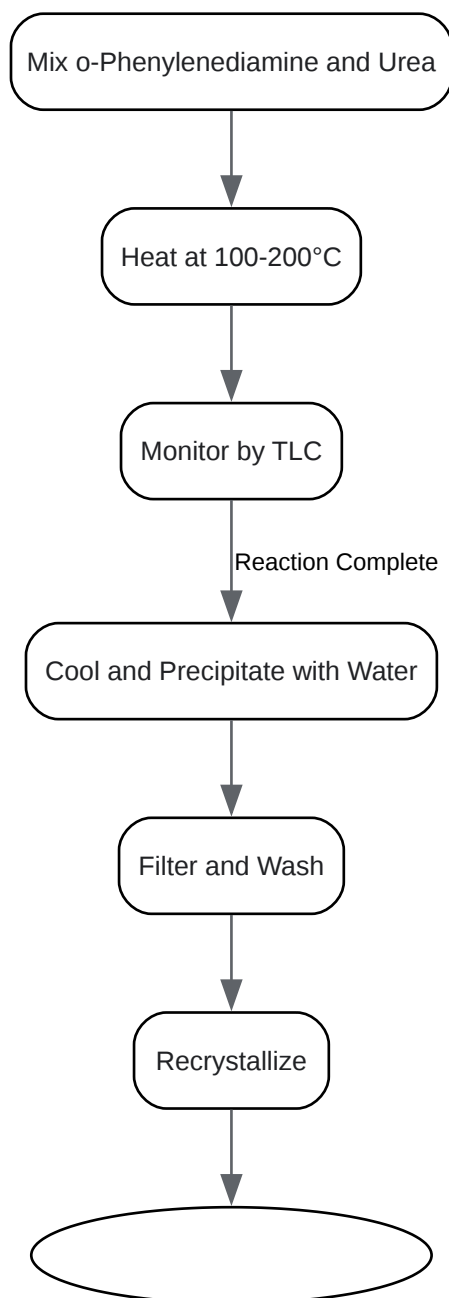 Mix o-Phenylenediamine and Urea
Heat at 100-200°C
Monitor by TLC
Reaction Complete
Cool and Precipitate with Water
Filter and Wash
Recrystallize